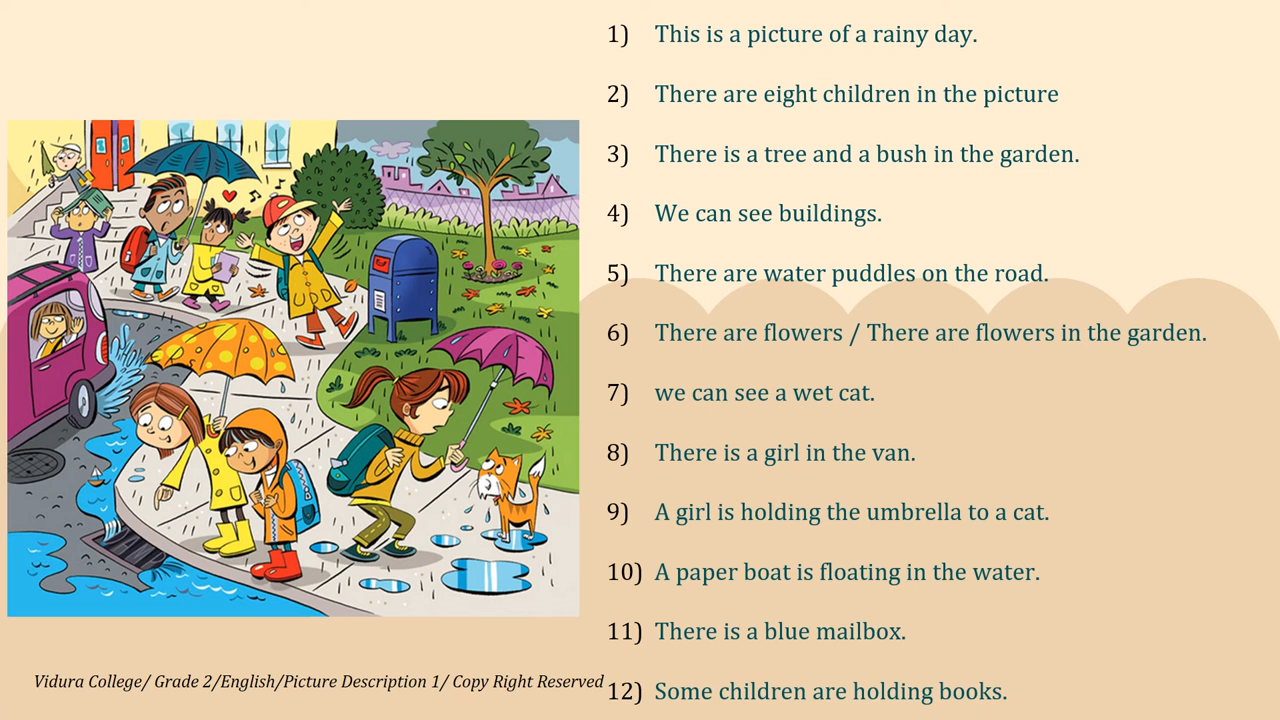 1) This is a picture of a rainy day.
2) There are eight children in the picture
3) There is a tree and a bush in the garden.
4) We can see buildings.
5) There are water puddles on the road.
6) There are flowers / There are flowers in the garden.
7) we can see a wet cat.
8) There is a girl in the van.
9) A girl is holding the umbrella to a cat.
10) A paper boat is floating in the water.
11) There is a blue mailbox.
12) Some children are holding books.
Vidura College/ Grade 2/English/Picture Description 1/ Copy Right Reserved